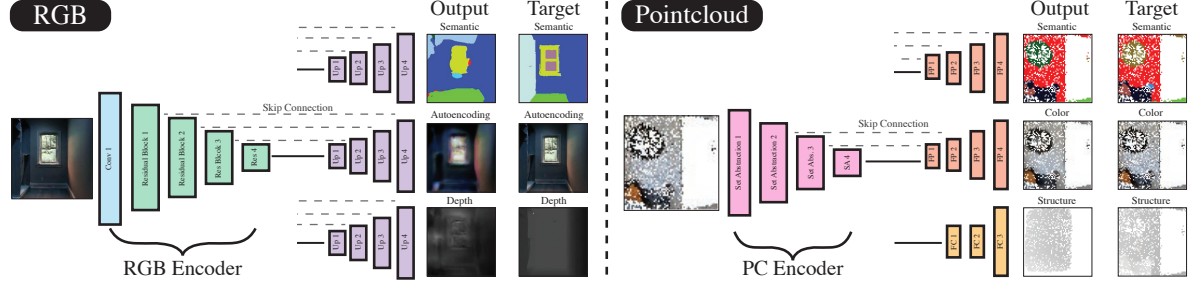 RGB
Output
Target
Semantic
Semantic
Up 1
Up 2
Up 3
Up 4
Skip Connection
Autoencoding
Autoencoding
Conv 1
Residual Block 1
Residual Block 2
Res Blcok 3
Res 4
Up 1
Up 2
Up 3
Up 4
Depth
Depth
Up 1
Up 2
Up 3
Up 4
RGB Encoder
Pointcloud
Output
Target
Semantic
Semantic
FP 1
FP 2
FP 3
FP 4
Skip Connection
Color
Color
Set Abstraction 1
Set Abstraction 2
Set Abs. 3
SA 4
FP 1
FP 2
FP 3
FP 4
Structure
Structure
FC 1
FC 2
FC 3
PC Encoder